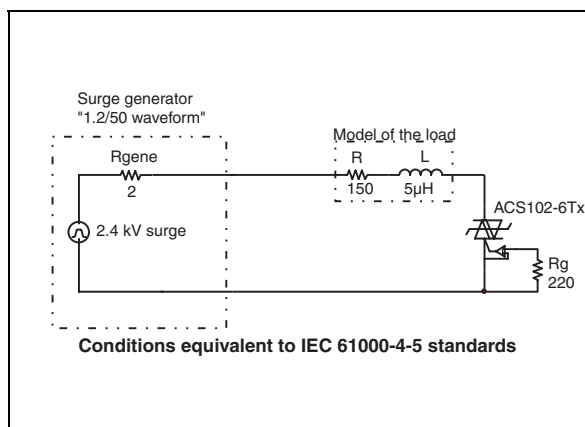 Surge generator
"1.2/50 waveform"
Model of the load
Rgene
R
L
2
150
5µH
ACS102-6Tx
2.4 kV surge
Rg
220
Conditions equivalent to IEC 61000-4-5 standards